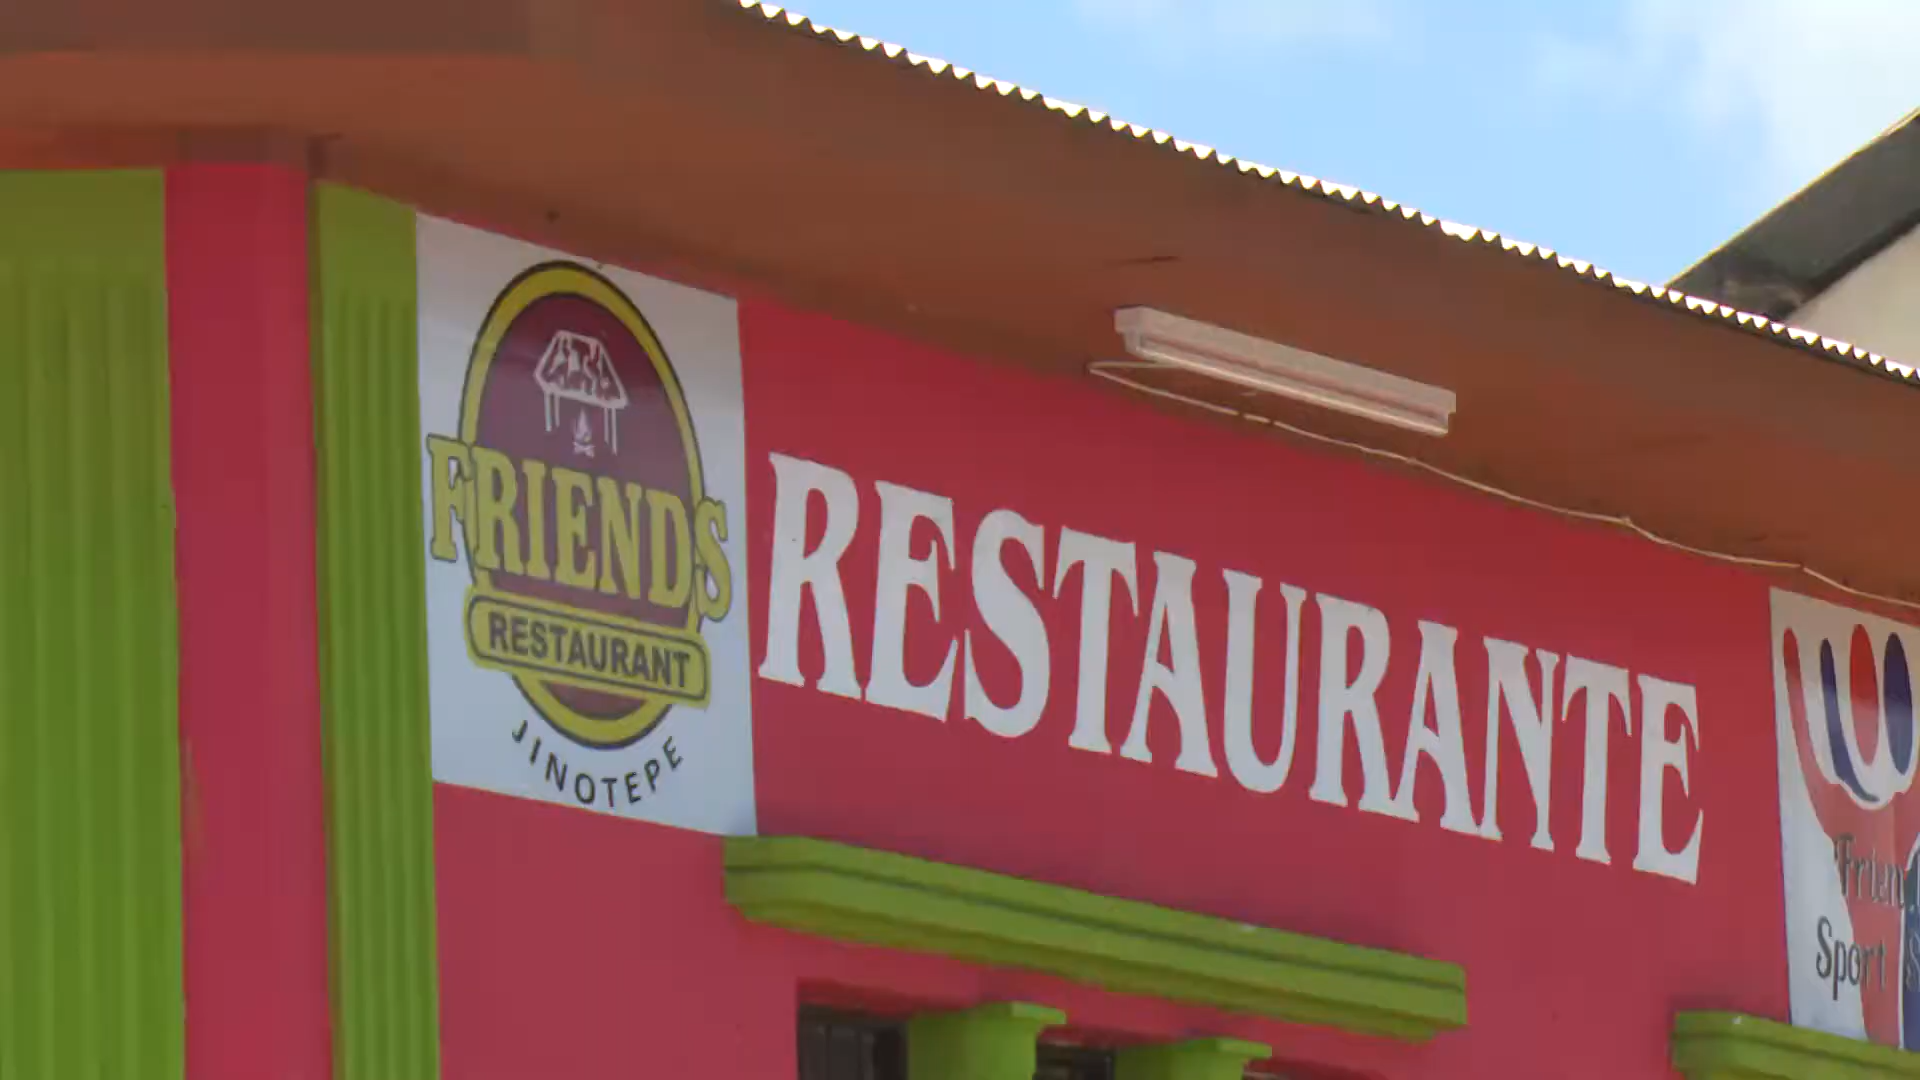 FRIENDS
RESTAURANT
JINOTEPE
RESTAURANTE
Sport